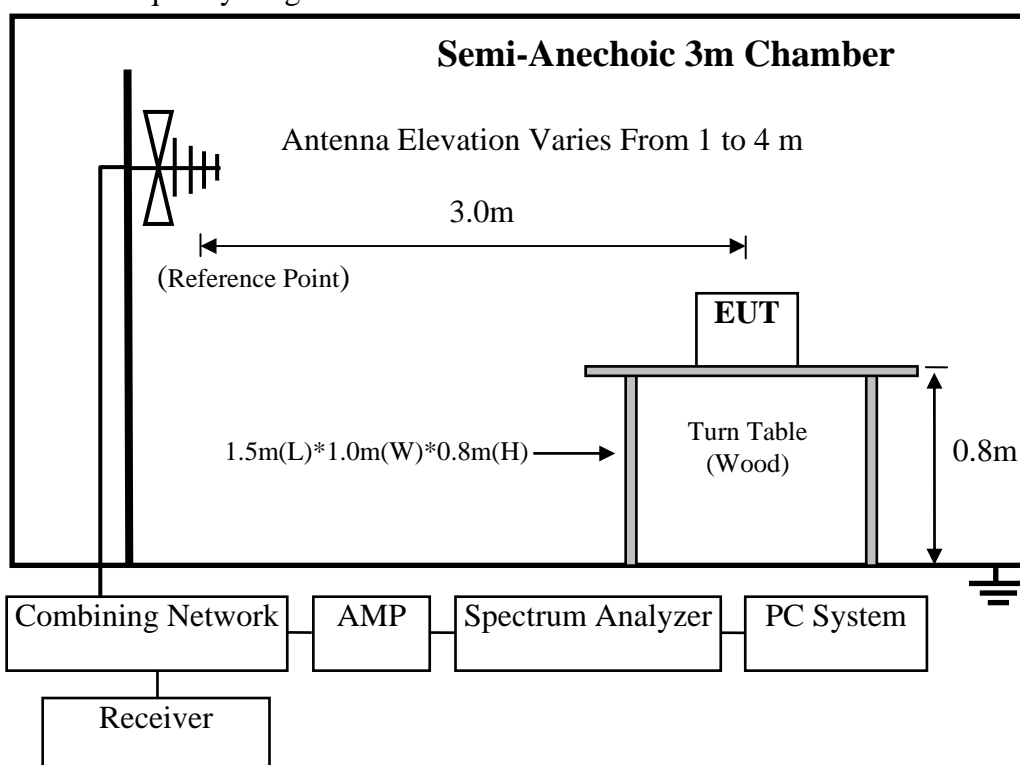 Semi-Anechoic 3m Chamber
Antenna Elevation Varies From 1 to 4 m
3.0m
(Reference Point)
EUT
1.5m(L)*1.0m(W)*0.8m(H)
Turn Table
(Wood)
0.8m
Combining Network
AMP
Spectrum Analyzer
PC System
Receiver